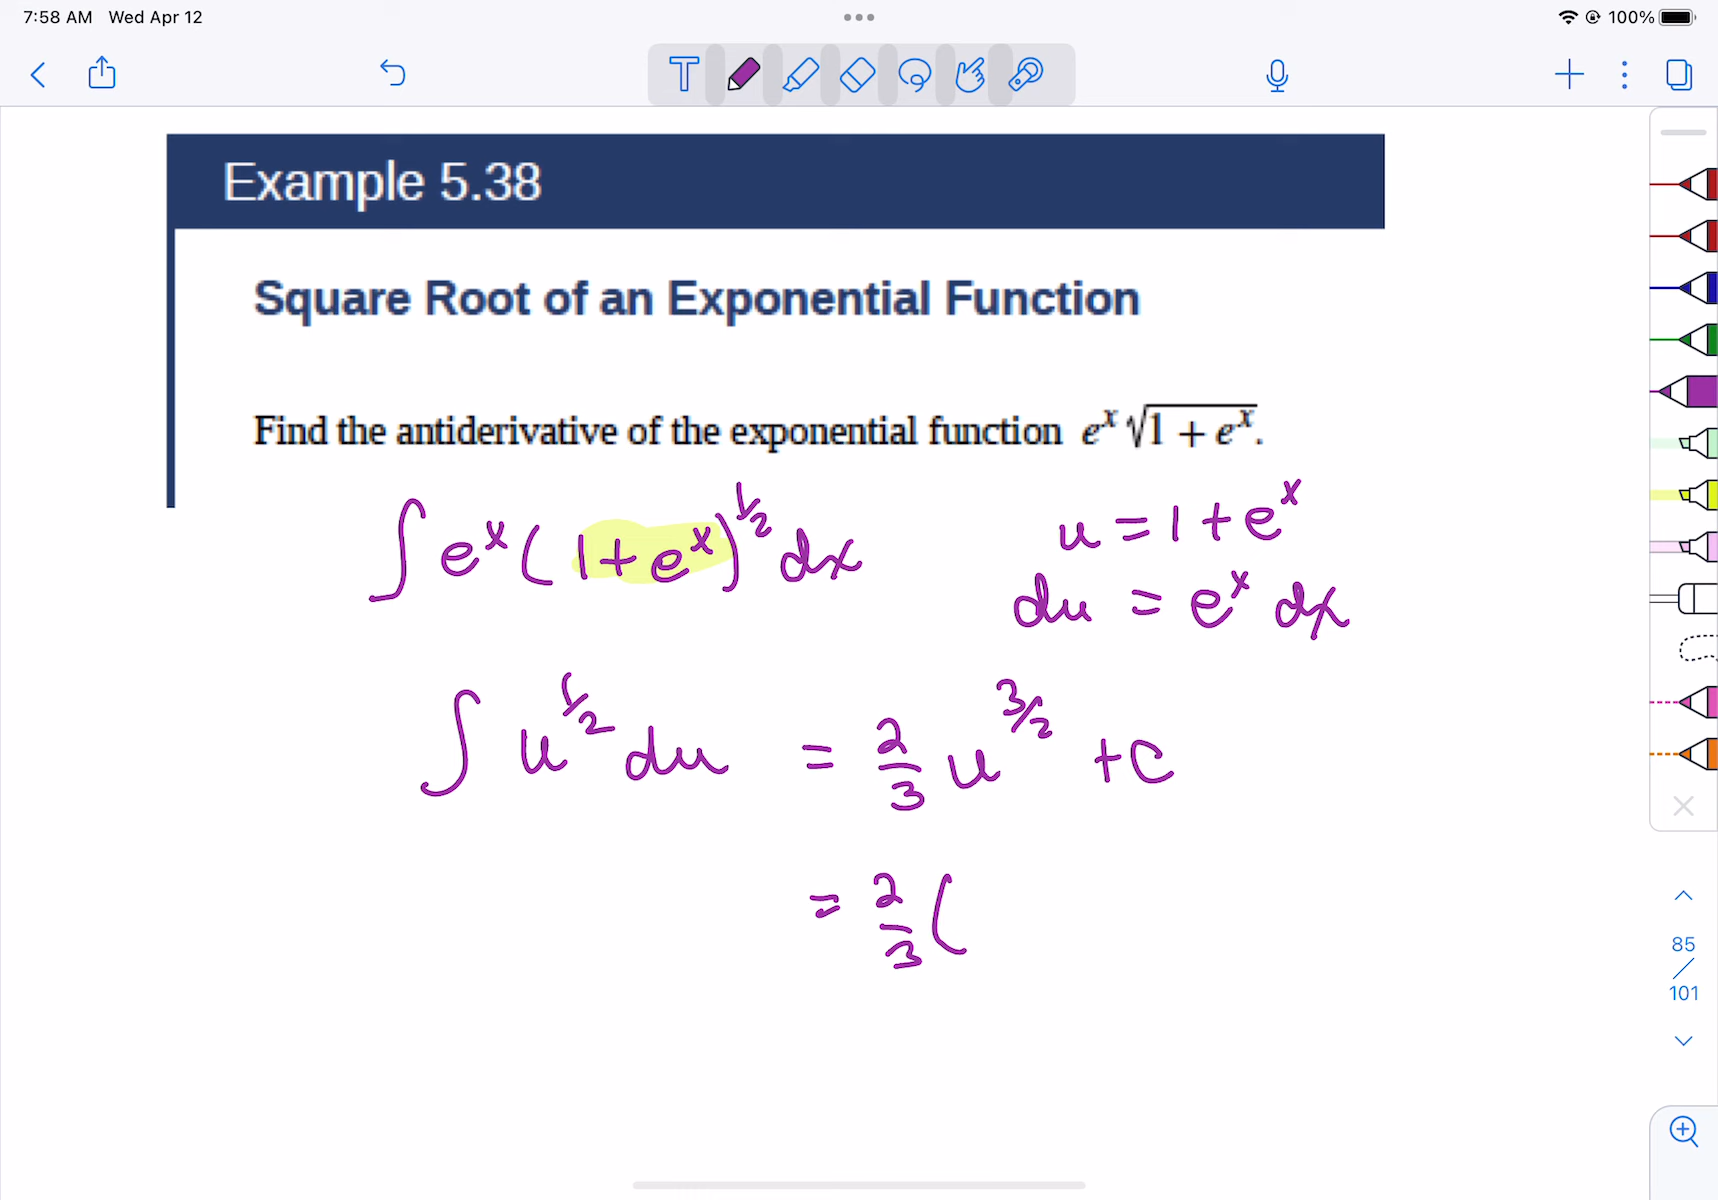 7:58 AM Wed Apr 12
100%
Example 5.38
Square Root of an Exponential Function
Find the antiderivative of the exponential function e^x √(1 + e^x).
∫ e^x (1 + e^x)^(1/2) dx
u = 1 + e^x
du = e^x dx
∫ u^(1/2) du = 2/3 u^(3/2) + C
= 2/3 (
85
/
101